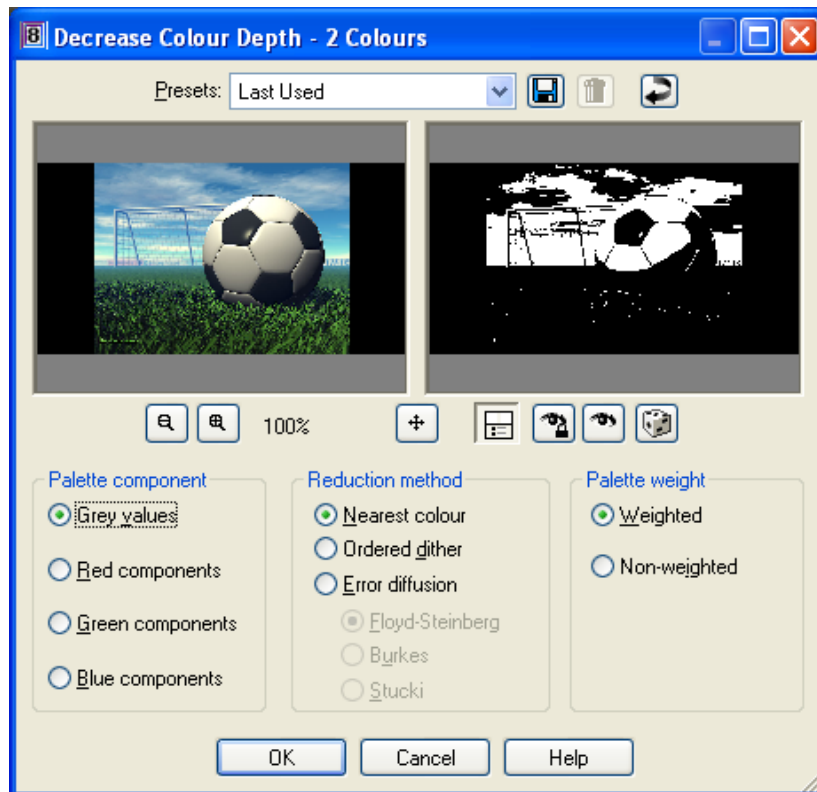 8 Decrease Colour Depth - 2 Colours
Presets: Last Used
100%
Palette component
Reduction method
Palette weight
Grey values
Nearest colour
Weighted
Ordered dither
Red components
Non-weighted
Error diffusion
Green components
Floyd-Steinberg
Burkes
Blue components
Stucki
OK
Cancel
Help